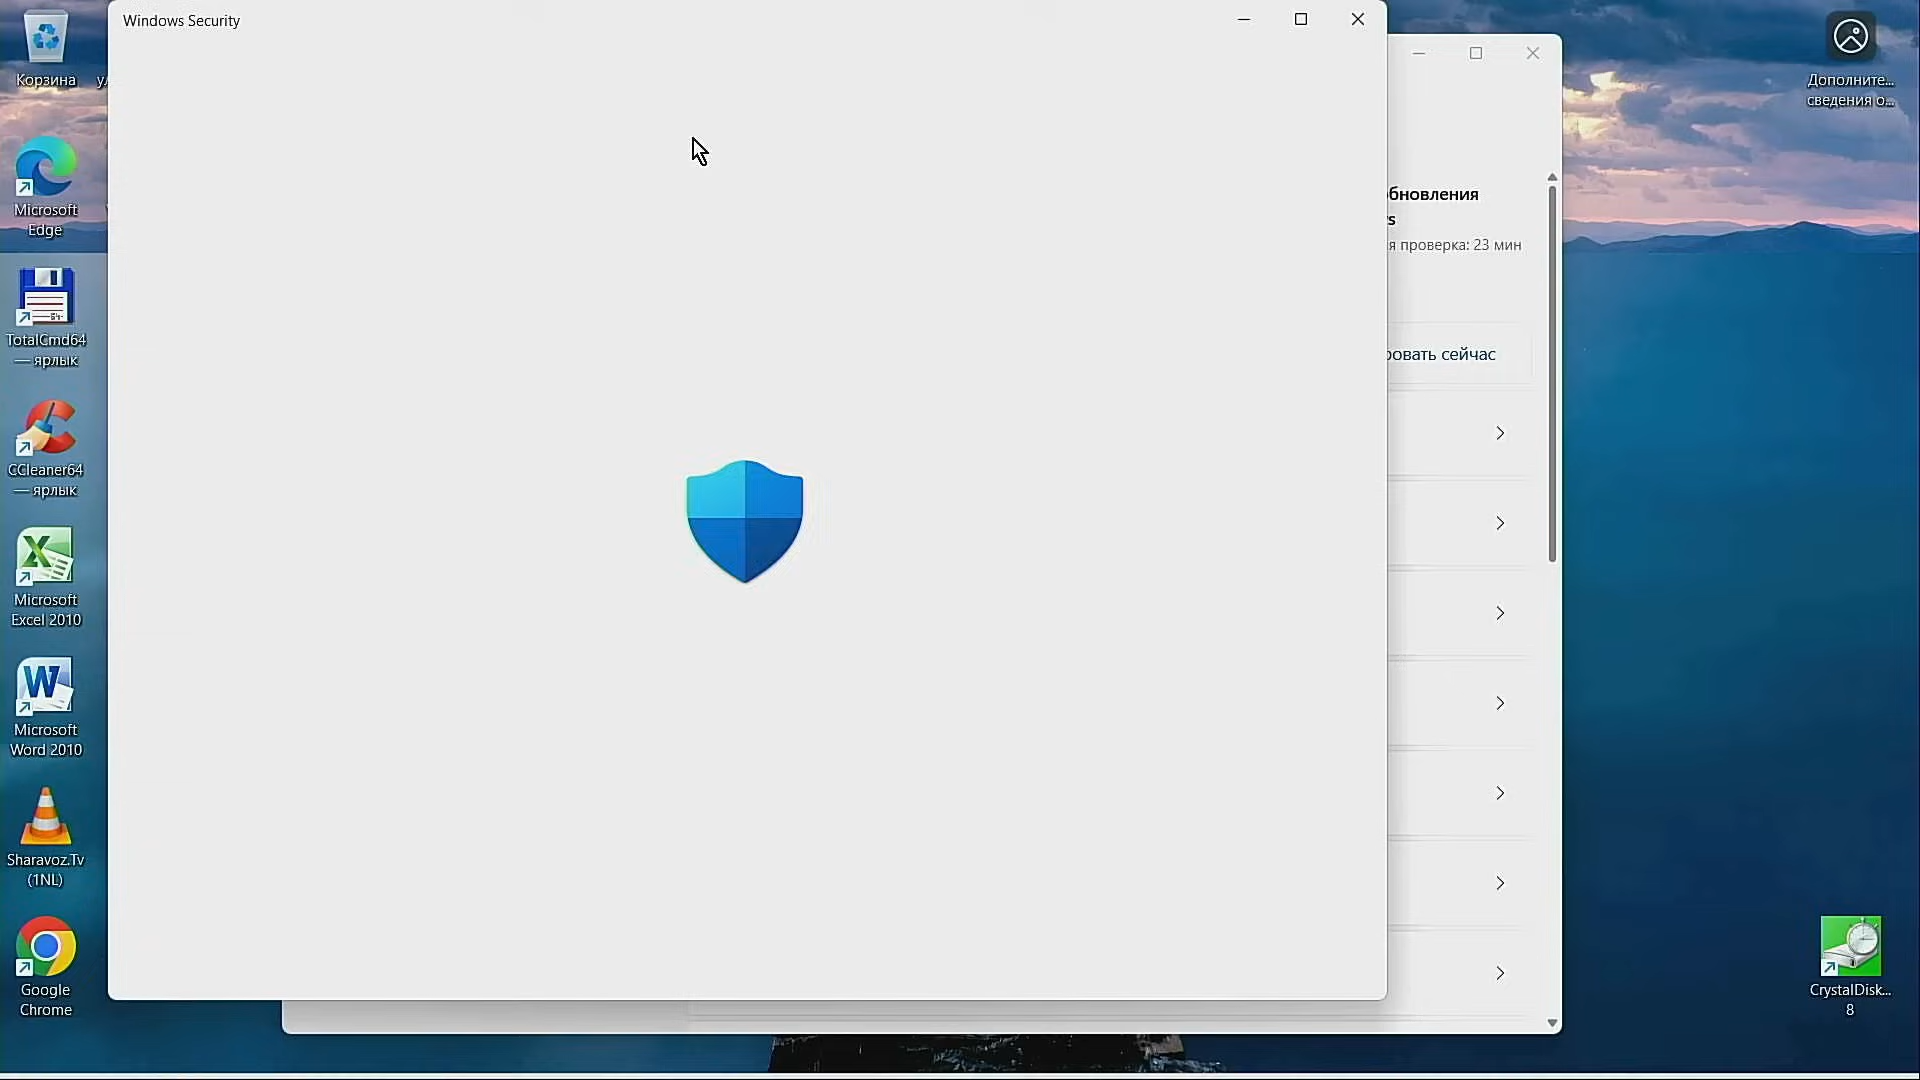 Windows Security
Корзина
Microsoft
Edge
TotalCmd64
— ярлык
CCleaner64
— ярлык
Microsoft
Excel 2010
Microsoft
Word 2010
Sharavoz.Tv
(1NL)
Google
Chrome
бновления
s
я проверка: 23 мин
ровать сейчас
Дополните...
сведения о...
CrystalDisk...
8